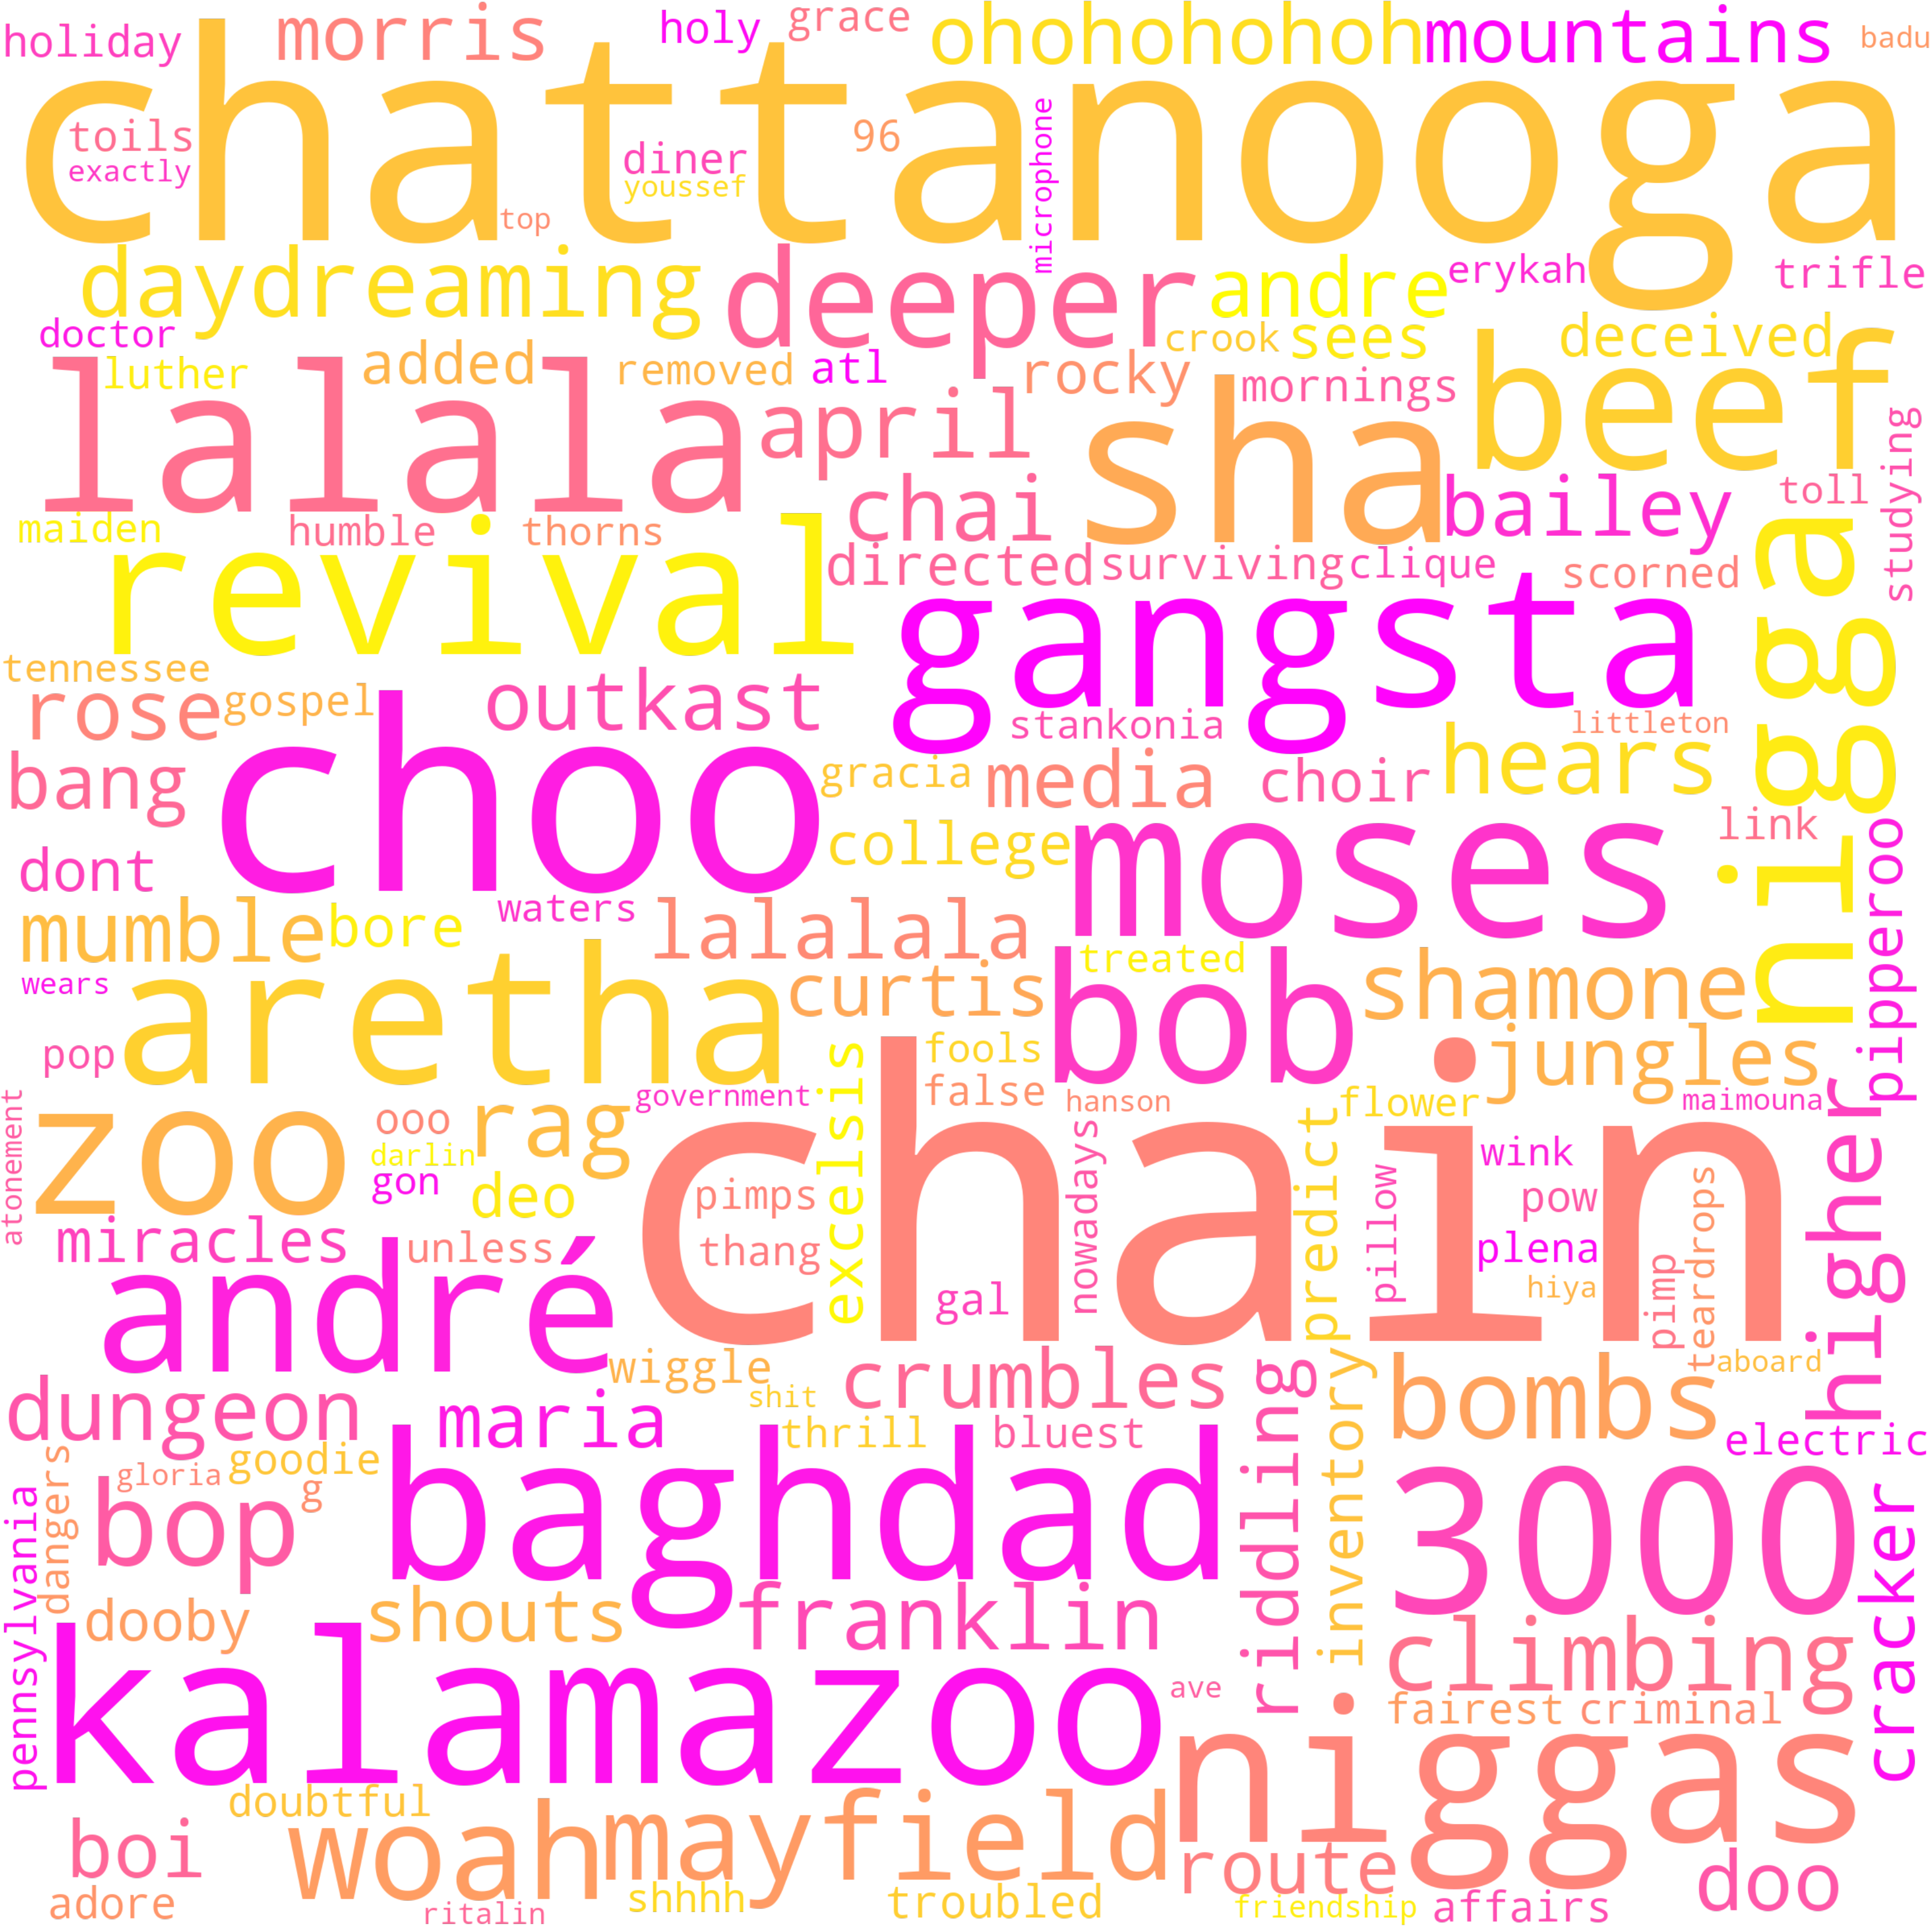 holiday
morris
holy
grace
ohohohohoh
mountains
badu
chattanooga
toils
exactly
diner
youssef
96
microphone
top
daydreaming
deeper
andre
erykah
trifle
doctor
luther
added
removed
atl
rocky
crook
sees
deceived
mornings
beef
lalala
april
sha
chai
bailey
toll
studying
maiden
humble
thorns
revival
directed
surviving
clique
scorned
gangsta
nigga
tennessee
rose
gospel
outkast
stankonia
littleton
bang
choo
gracia
media
choir
hears
link
dont
college
moses
pipperoo
mumble
bore
waters
lalalala
treated
wears
aretha
curtis
bob
shamone
pop
fools
jungles
excelsis
false
hanson
government
flower
maimouna
atonement
zoo
ooo
rag
darlin
gon
deo
chain
pimps
nowadays
predict
pillow
wink
pow
teardrops
higher
miracles
unless
thang
gal
plena
hiya
pimp
andré
wiggle
shit
crumbles
aboard
dungeon
maria
thrill
bluest
riddling
inventory
bombs
electric
dangers
goodie
gloria
g
bop
baghdad
3000
cracker
pennsylvania
dooby
shouts
franklin
climbing
kalamazoo
ave
fairest
criminal
niggas
doubtful
boi
woah
mayfield
route
doo
adore
ritalin
shhhh
troubled
friendship
affairs